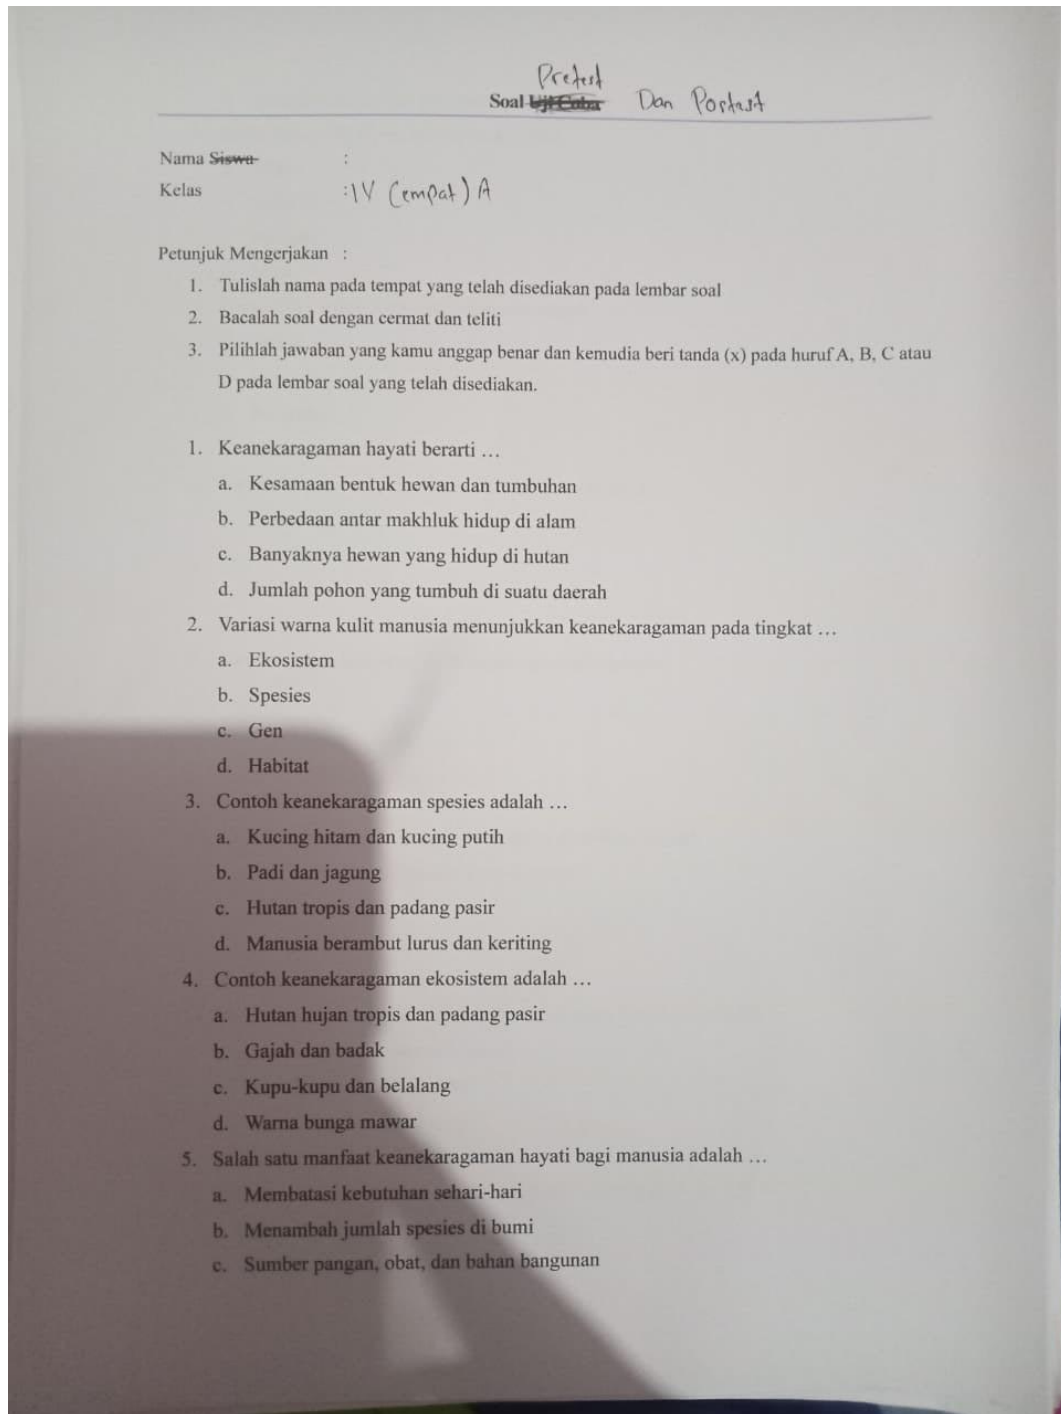 Pretest
Soal Uji Coba Dan Postast
Nama Siswa :
Kelas : IV (empat) A
Petunjuk Mengerjakan :
1. Tulislah nama pada tempat yang telah disediakan pada lembar soal
2. Bacalah soal dengan cermat dan teliti
3. Pilihlah jawaban yang kamu anggap benar dan kemudia beri tanda (x) pada huruf A, B, C atau
D pada lembar soal yang telah disediakan.
1. Keanekaragaman hayati berarti …
a. Kesamaan bentuk hewan dan tumbuhan
b. Perbedaan antar makhluk hidup di alam
c. Banyaknya hewan yang hidup di hutan
d. Jumlah pohon yang tumbuh di suatu daerah
2. Variasi warna kulit manusia menunjukkan keanekaragaman pada tingkat …
a. Ekosistem
b. Spesies
c. Gen
d. Habitat
3. Contoh keanekaragaman spesies adalah …
a. Kucing hitam dan kucing putih
b. Padi dan jagung
c. Hutan tropis dan padang pasir
d. Manusia berambut lurus dan keriting
4. Contoh keanekaragaman ekosistem adalah …
a. Hutan hujan tropis dan padang pasir
b. Gajah dan badak
c. Kupu-kupu dan belalang
d. Warna bunga mawar
5. Salah satu manfaat keanekaragaman hayati bagi manusia adalah …
a. Membatasi kebutuhan sehari-hari
b. Menambah jumlah spesies di bumi
c. Sumber pangan, obat, dan bahan bangunan